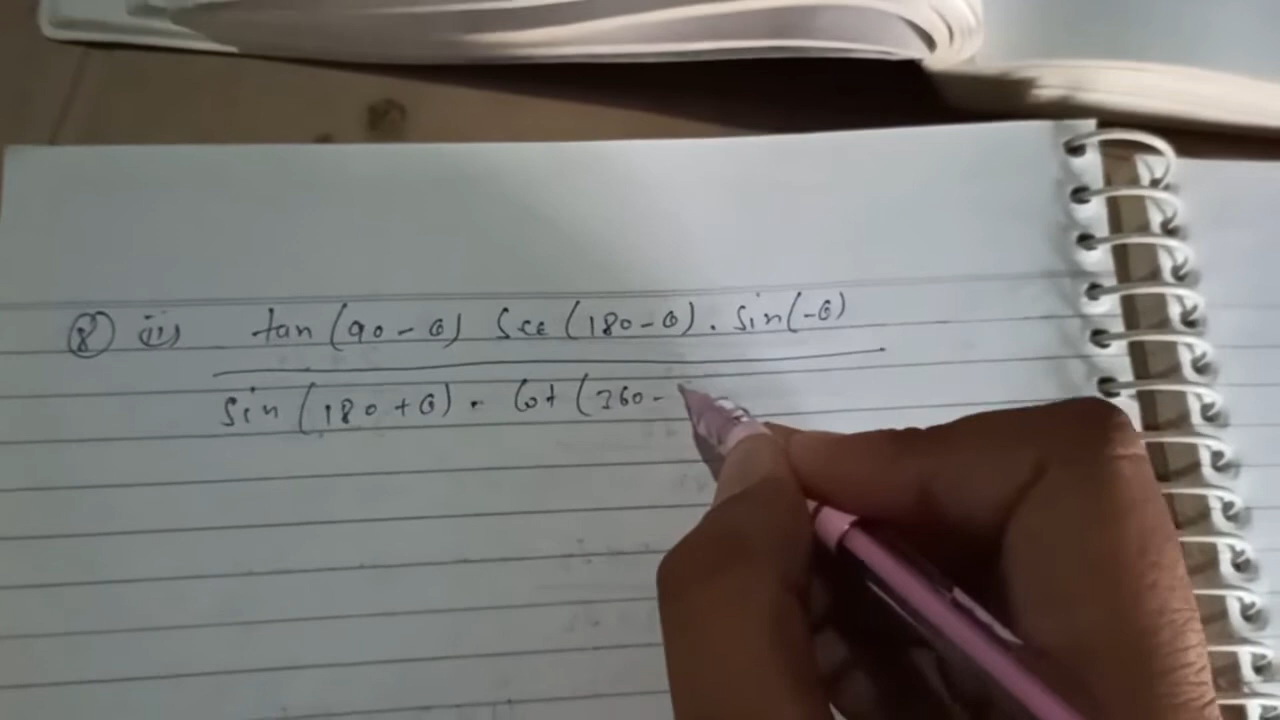 ⑧ (ii) tan (90 - θ) Sec (180 - θ) . Sin (-θ)
Sin (180 + θ) . Cot (360 -